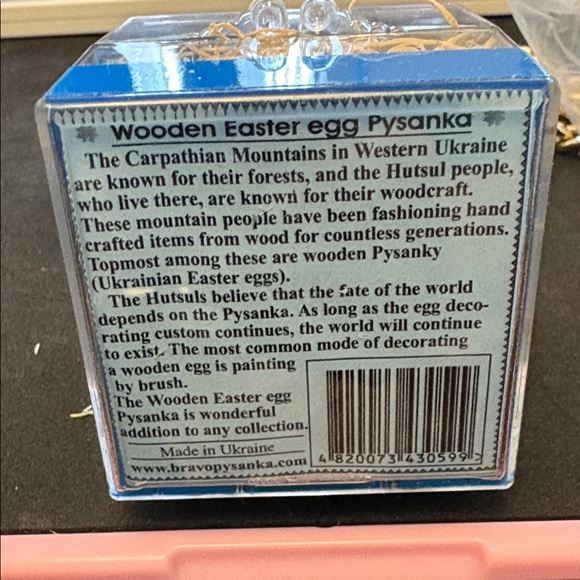 Wooden Easter egg Pysanka
The Carpathian Mountains in Western Ukraine
are known for their forests, and the Hutsul people,
who live there, are known for their woodcraft.
These mountain people have been fashioning hand
crafted items from wood for countless generations.
Topmost among these are wooden Pysanky
(Ukrainian Easter eggs).
The Hutsuls believe that the fate of the world
depends on the Pysanka. As long as the egg deco-
rating custom continues, the world will continue
to exist. The most common mode of decorating
a wooden egg is painting
by brush.
The Wooden Easter egg
Pysanka is wonderful
addition to any collection.
Made in Ukraine
www.bravopysanka.com
4 820073 430599 >